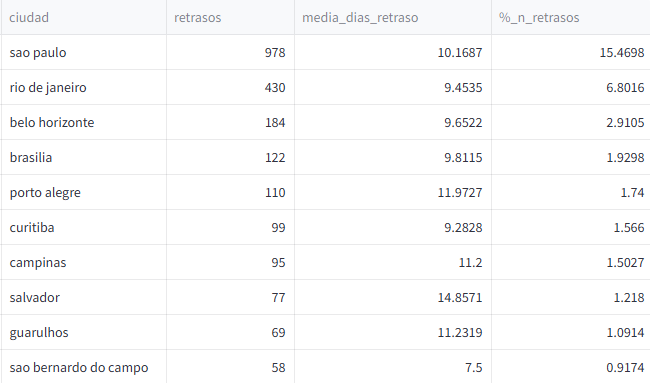 ciudad retrasos media_dias_retraso %_n_retrasos
sao paulo 978 10.1687 15.4698
rio de janeiro 430 9.4535 6.8016
belo horizonte 184 9.6522 2.9105
brasilia 122 9.8115 1.9298
porto alegre 110 11.9727 1.74
curitiba 99 9.2828 1.566
campinas 95 11.2 1.5027
salvador 77 14.8571 1.218
guarulhos 69 11.2319 1.0914
sao bernardo do campo 58 7.5 0.9174